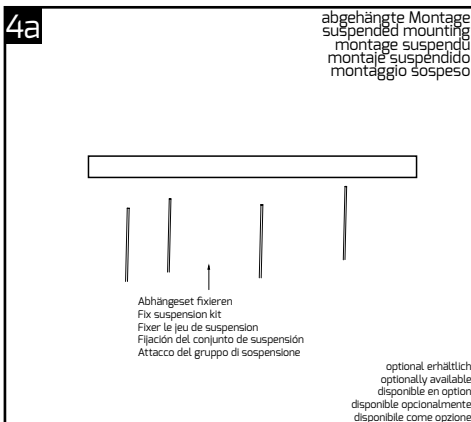 4a
abgehängte Montage
suspended mounting
montage suspendu
montaje suspendido
montaggio sospeso
Abhängeset fixieren
Fix suspension kit
Fixer le jeu de suspension
Fijación del conjunto de suspensión
Attacco del gruppo di sospensione
optional erhältlich
optionally available
disponible en option
disponible opcionalmente
disponibile come opzione